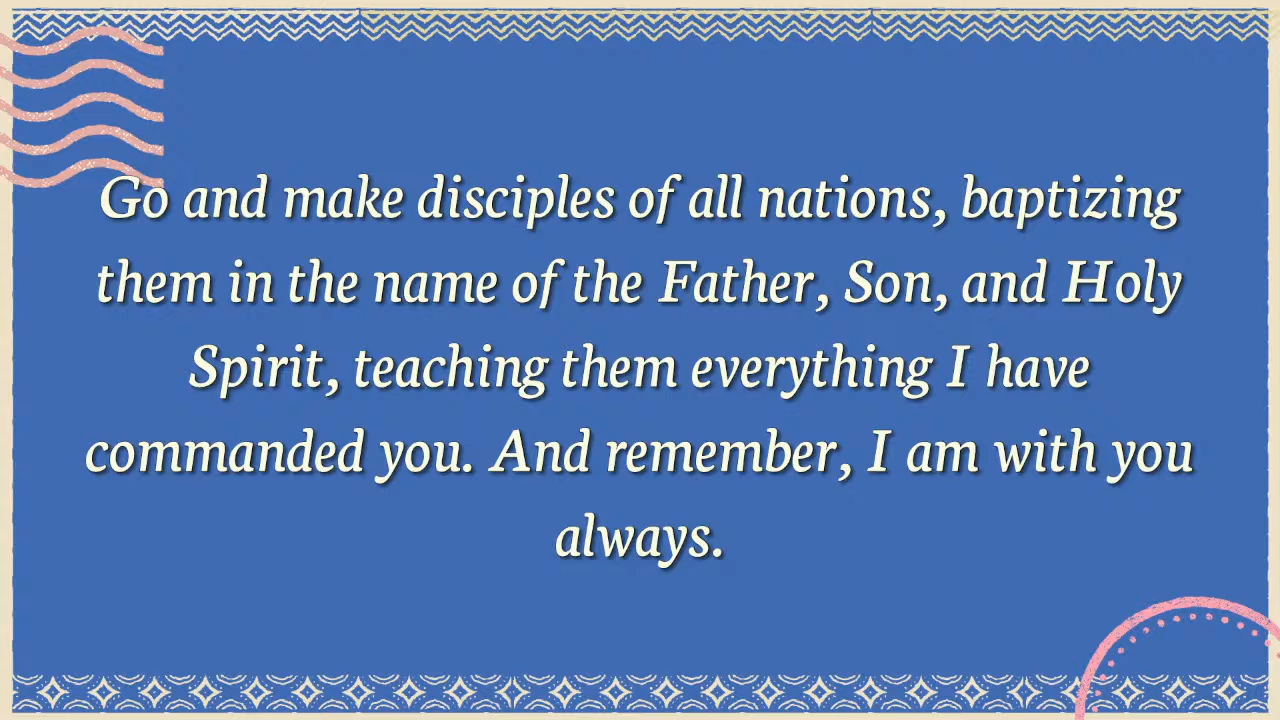 Go and make disciples of all nations, baptizing
them in the name of the Father, Son, and Holy
Spirit, teaching them everything I have
commanded you. And remember, I am with you
always.